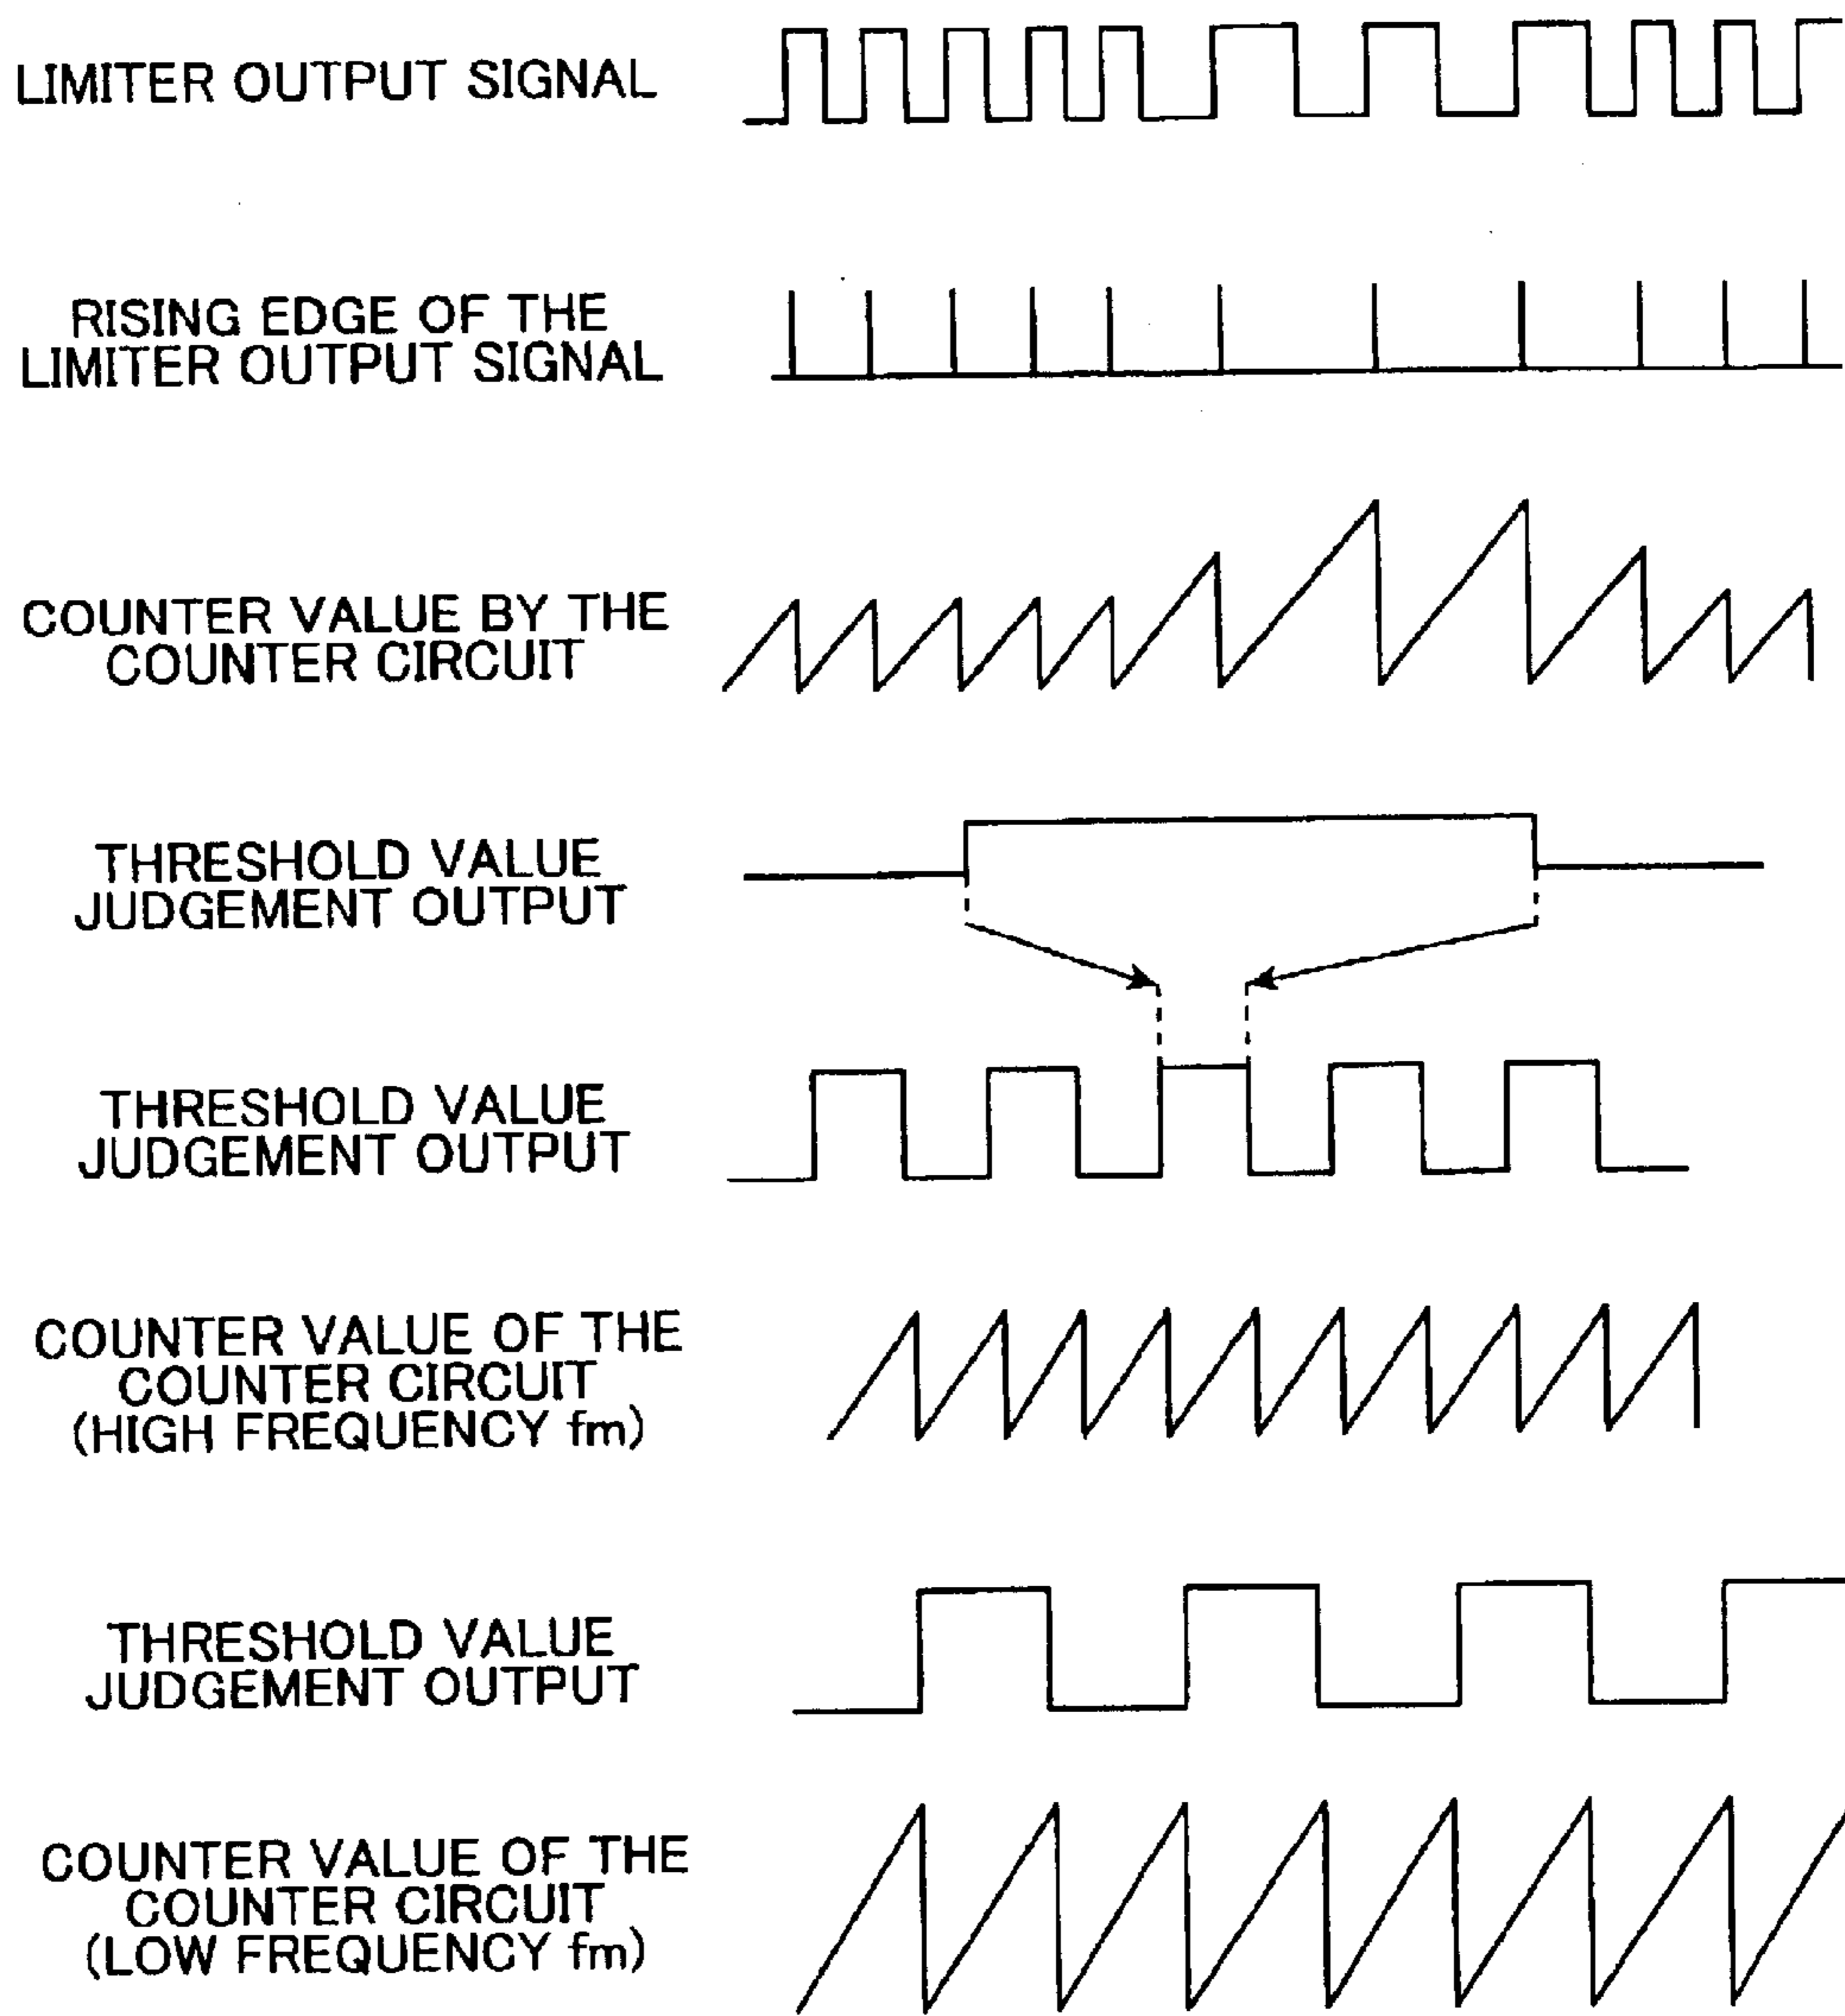 LIMITER OUTPUT SIGNAL
RISING EDGE OF THE
LIMITER OUTPUT SIGNAL
COUNTER VALUE BY THE
COUNTER CIRCUIT
THRESHOLD VALUE
JUDGEMENT OUTPUT
THRESHOLD VALUE
JUDGEMENT OUTPUT
COUNTER VALUE OF THE
COUNTER CIRCUIT
(HIGH FREQUENCY fm)
THRESHOLD VALUE
JUDGEMENT OUTPUT
COUNTER VALUE OF THE
COUNTER CIRCUIT
(LOW FREQUENCY fm)